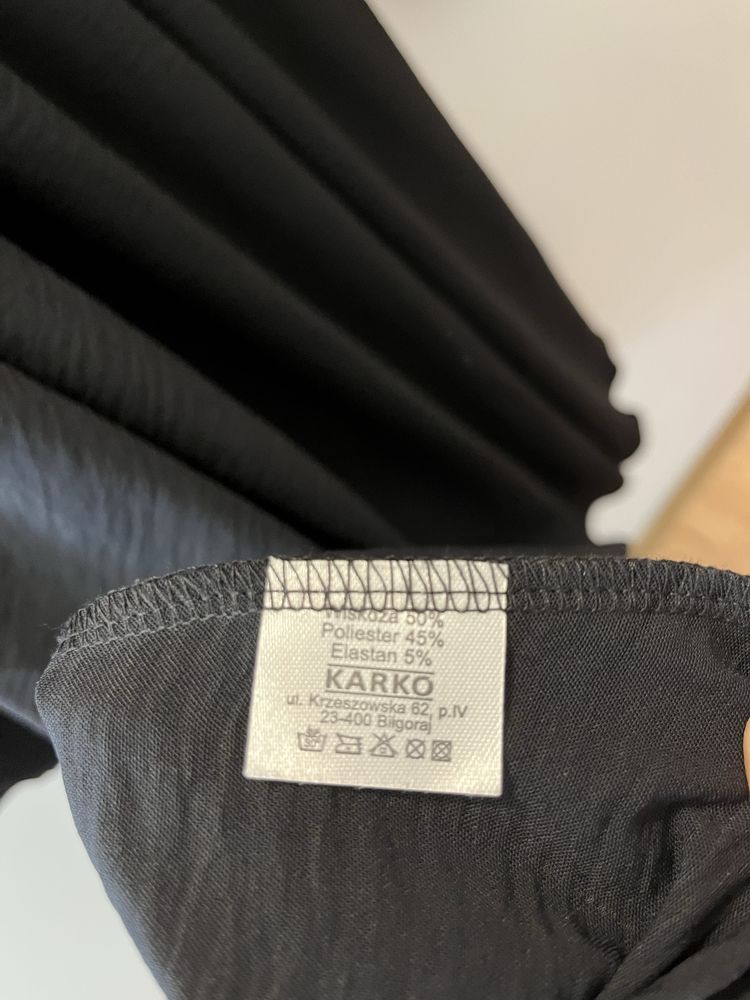 Wiskoza 50%
Poliester 45%
Elastan 5%
KARKO
ul. Krzeszowska 62, p.IV
23-400 Biłgoraj